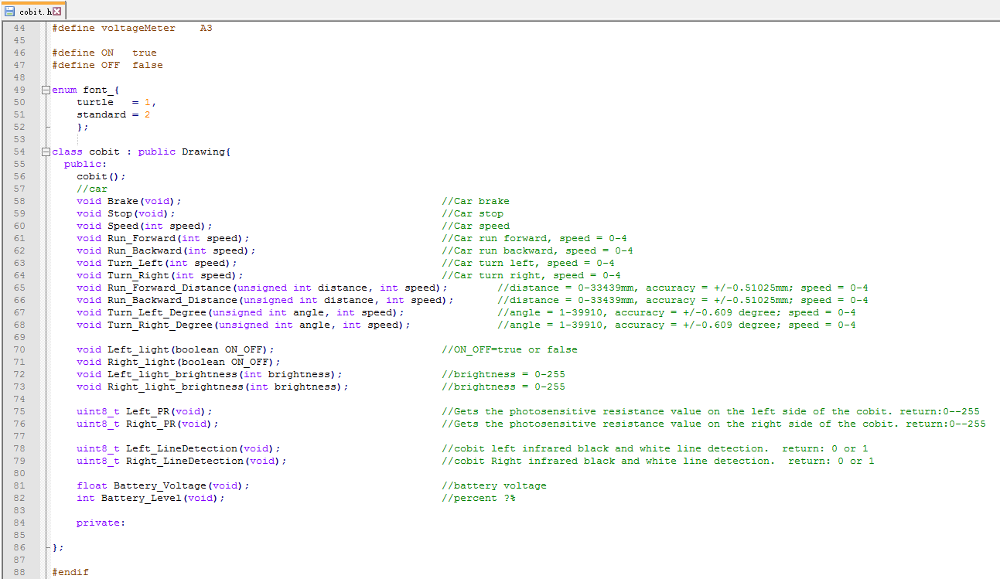 cobit.h
44 #define voltageMeter    A3
45
46 #define ON   true
47 #define OFF  false
48
49 enum font_{
50     turtle   = 1,
51     standard = 2
52     };
53
54 class cobit : public Drawing{
55   public:
56     cobit();
57     //car
58     void Brake(void);                                          //Car brake
59     void Stop(void);                                           //Car stop
60     void Speed(int speed);                                     //Car speed
61     void Run_Forward(int speed);                               //Car run forward, speed = 0-4
62     void Run_Backward(int speed);                              //Car run backward, speed = 0-4
63     void Turn_Left(int speed);                                 //Car turn left, speed = 0-4
64     void Turn_Right(int speed);                                //Car turn right, speed = 0-4
65     void Run_Forward_Distance(unsigned int distance, int speed);        //distance = 0-33439mm, accuracy = +/-0.51025mm; speed = 0-4
66     void Run_Backward_Distance(unsigned int distance, int speed);       //distance = 0-33439mm, accuracy = +/-0.51025mm; speed = 0-4
67     void Turn_Left_Degree(unsigned int angle, int speed);               //angle = 1-39910, accuracy = +/-0.609 degree; speed = 0-4
68     void Turn_Right_Degree(unsigned int angle, int speed);              //angle = 1-39910, accuracy = +/-0.609 degree; speed = 0-4
69
70     void Left_light(boolean ON_OFF);                           //ON_OFF=true or false
71     void Right_light(boolean ON_OFF);
72     void Left_light_brightness(int brightness);                //brightness = 0-255
73     void Right_light_brightness(int brightness);               //brightness = 0-255
74
75     uint8_t Left_PR(void);                                     //Gets the photosensitive resistance value on the left side of the cobit. return:0--255
76     uint8_t Right_PR(void);                                    //Gets the photosensitive resistance value on the right side of the cobit. return:0--255
77
78     uint8_t Left_LineDetection(void);                          //cobit left infrared black and white line detection.  return: 0 or 1
79     uint8_t Right_LineDetection(void);                         //cobit Right infrared black and white line detection.  return: 0 or 1
80
81     float Battery_Voltage(void);                               //battery voltage
82     int Battery_Level(void);                                   //percent ?%
83
84     private:
85
86 };
87
88 #endif